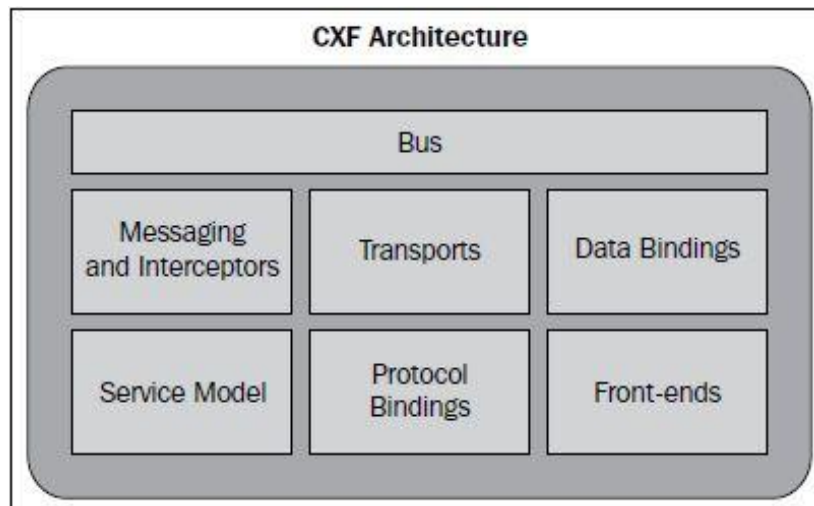 CXF Architecture
Bus
Messaging
and Interceptors
Transports
Data Bindings
Service Model
Protocol
Bindings
Front-ends